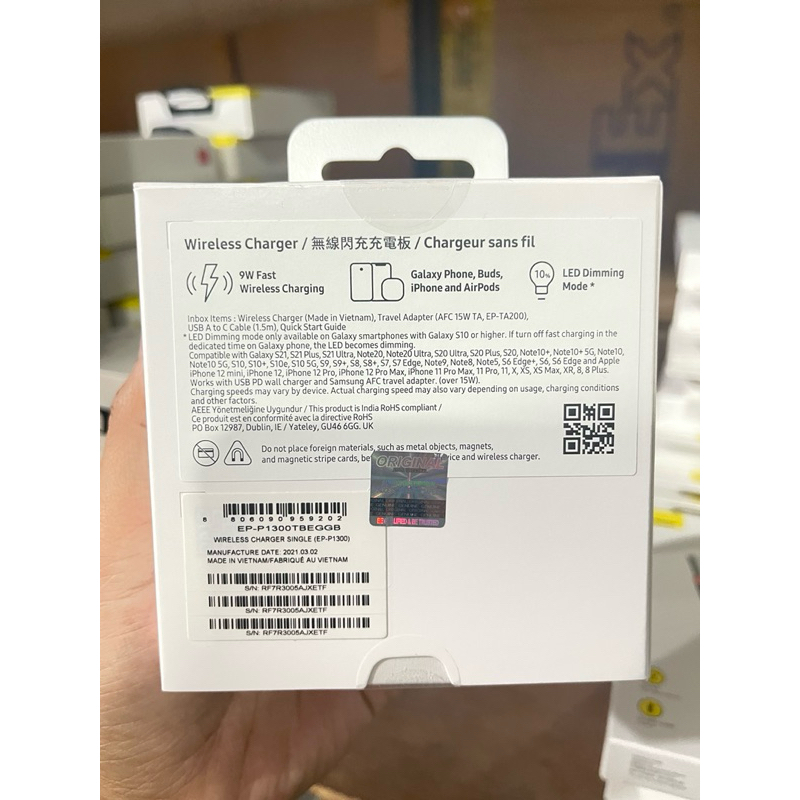 Ex
Wireless Charger / 無線閃充充電板 / Chargeur sans fil
9W Fast
Wireless Charging
Galaxy Phone, Buds,
iPhone and AirPods
10%
LED Dimming
Mode *
Inbox Items : Wireless Charger (Made in Vietnam), Travel Adapter (AFC 15W TA, EP-TA200),
USB A to C Cable (1.5m), Quick Start Guide
* LED Dimming mode only available on Galaxy smartphones with Galaxy S10 or higher. If turn off fast charging in the
dedicated time on Galaxy phone, the LED becomes dimming.
Compatible with Galaxy S21, S21 Plus, S21 Ultra, Note20, Note20 Ultra, S20 Ultra, S20 Plus, S20, Note10+, Note10+ 5G, Note10,
Note10 5G, S10, S10+, S10e, S10 5G, S9, S9+, S8, S8+, S7, S7 Edge, Note9, Note8, Note5, S6 Edge+, S6, S6 Edge and Apple
iPhone 12 mini, iPhone 12, iPhone 12 Pro, iPhone 12 Pro Max, iPhone 11 Pro Max, 11 Pro, 11, X, XS, XS Max, XR, 8, 8 Plus.
Works with USB PD wall charger and Samsung AFC travel adapter. (over 15W).
Charging speeds may vary by device. Actual charging speed may also vary depending on usage, charging conditions
and other factors.
AEEE Yönetmeliğine Uygundur / This product is India RoHS compliant /
Ce produit est en conformité avec la directive RoHS
PO Box 12987, Dublin, IE / Yateley, GU46 6GG. UK
Do not place foreign materials, such as metal objects, magnets,
and magnetic stripe cards, and wireless charger.
ORIGINAL
& BE TRUSTED
8 806090 959202
EP-P1300TBEGGB
WIRELESS CHARGER SINGLE (EP-P1300)
MANUFACTURE DATE: 2021.03.02
MADE IN VIETNAM/FABRIQUÉ AU VIETNAM
S/N: RF7R3005AJXETF
S/N: RF7R3005AJXETF
S/N: RF7R3005AJXETF